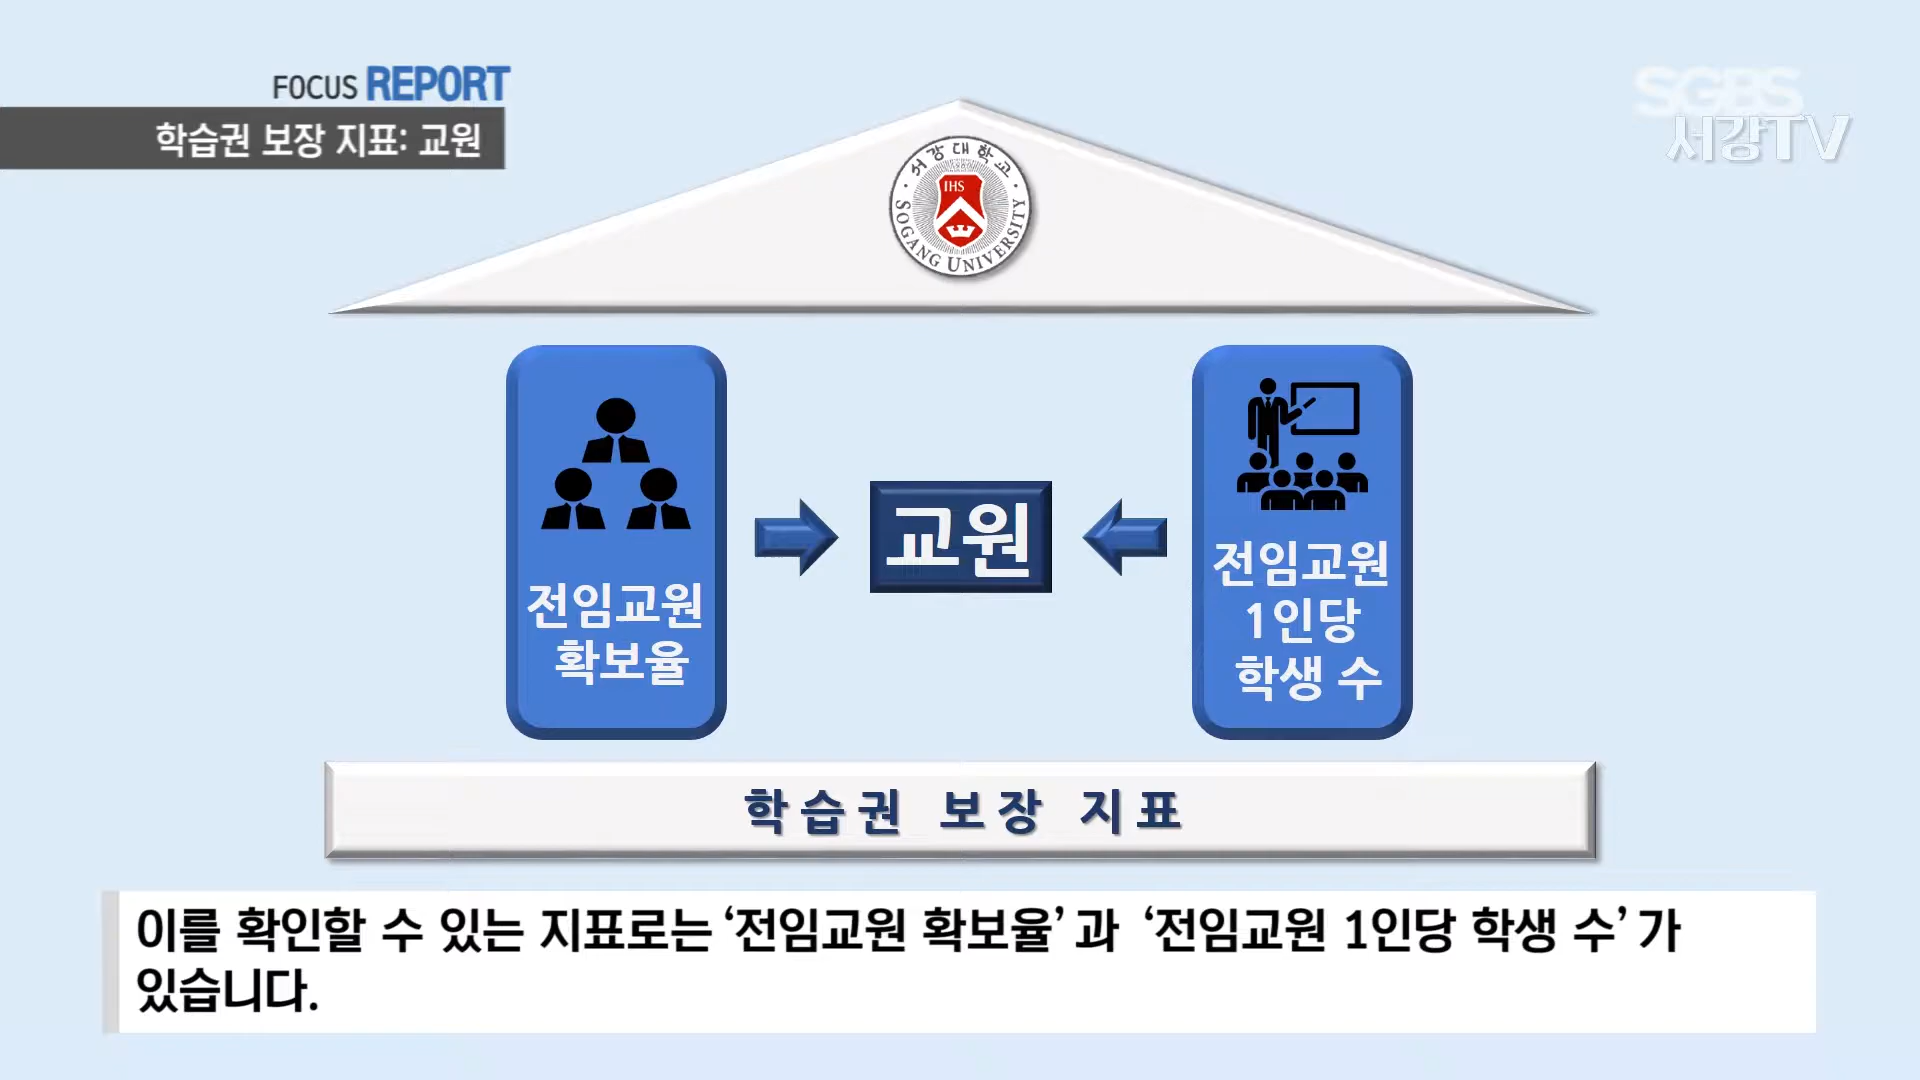 FOCUS REPORT
학습권 보장 지표: 교원
SGBS
서강TV
서강대학교
IHS
SOGANG UNIVERSITY
전임교원
확보율
교원
전임교원
1인당
학생 수
학습권 보장 지표
이를 확인할 수 있는 지표로는 ‘전임교원 확보율’ 과 ‘전임교원 1인당 학생 수’ 가
있습니다.